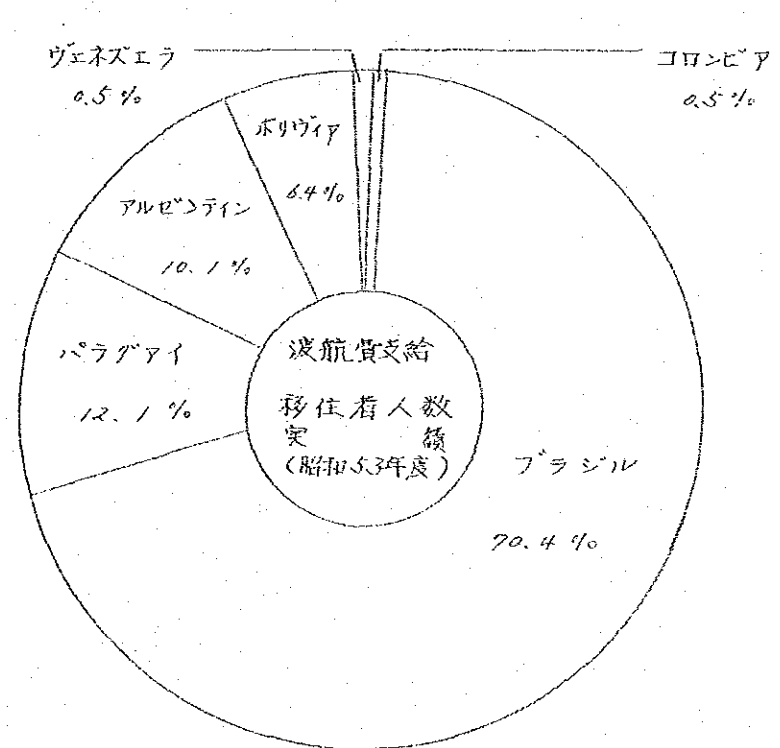 ヴェネズエラ
0.5%
コロンビア
0.5%
ボリヴィア
6.4%
アルゼンティン
10.1%
パラグアイ
12.1%
渡航費支給
移住者人数
実績
(昭和53年度)
ブラジル
70.4%